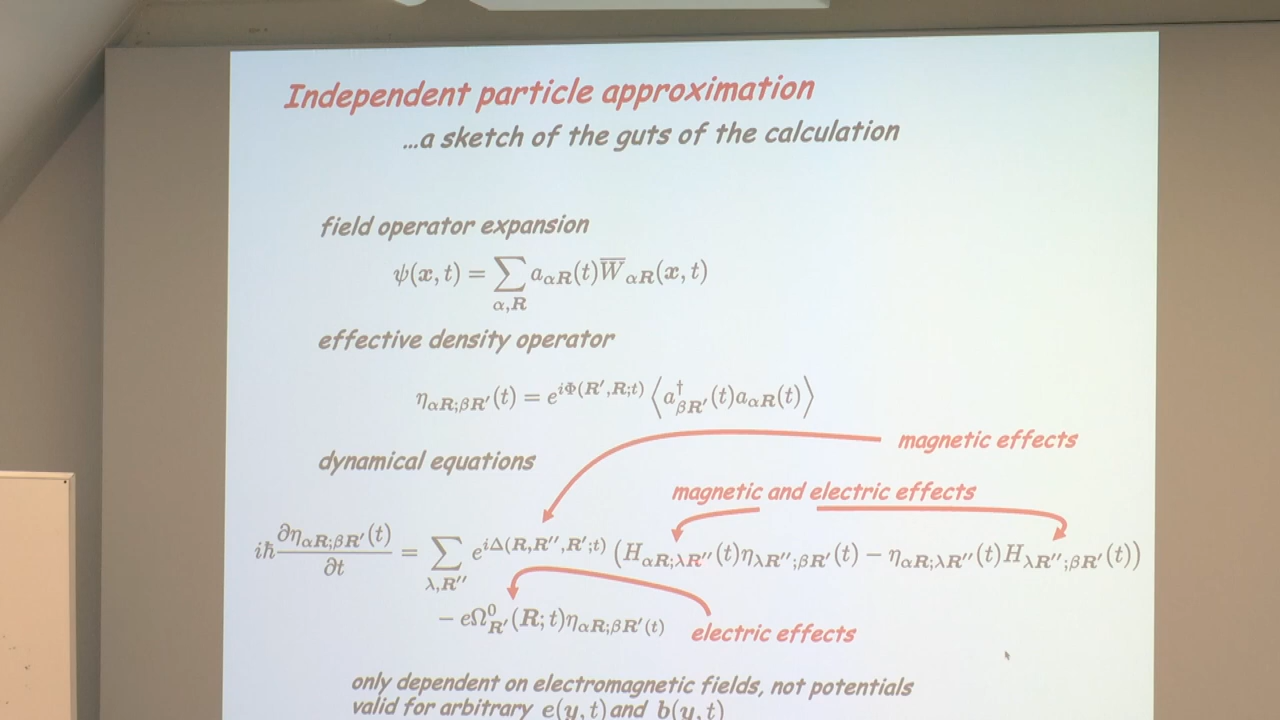 Independent particle approximation
...a sketch of the guts of the calculation
field operator expansion
ψ(x, t) = ∑_{α,R} a_{αR}(t) W̅_{αR}(x, t)
effective density operator
η_{αR;βR′}(t) = e^{iΦ(R′,R;t)} ⟨a†_{βR′}(t)a_{αR}(t)⟩
magnetic effects
dynamical equations
magnetic and electric effects
iħ ∂η_{αR;βR′}(t)/∂t = ∑_{λ,R″} e^{iΔ(R,R″,R′;t)} (H_{αR;λR″}(t)η_{λR″;βR′}(t) − η_{αR;λR″}(t)H_{λR″;βR′}(t))
− eΩ⁰_{R′}(R; t)η_{αR;βR′(t)}
electric effects
only dependent on electromagnetic fields, not potentials
valid for arbitrary e(y, t) and b(y, t)